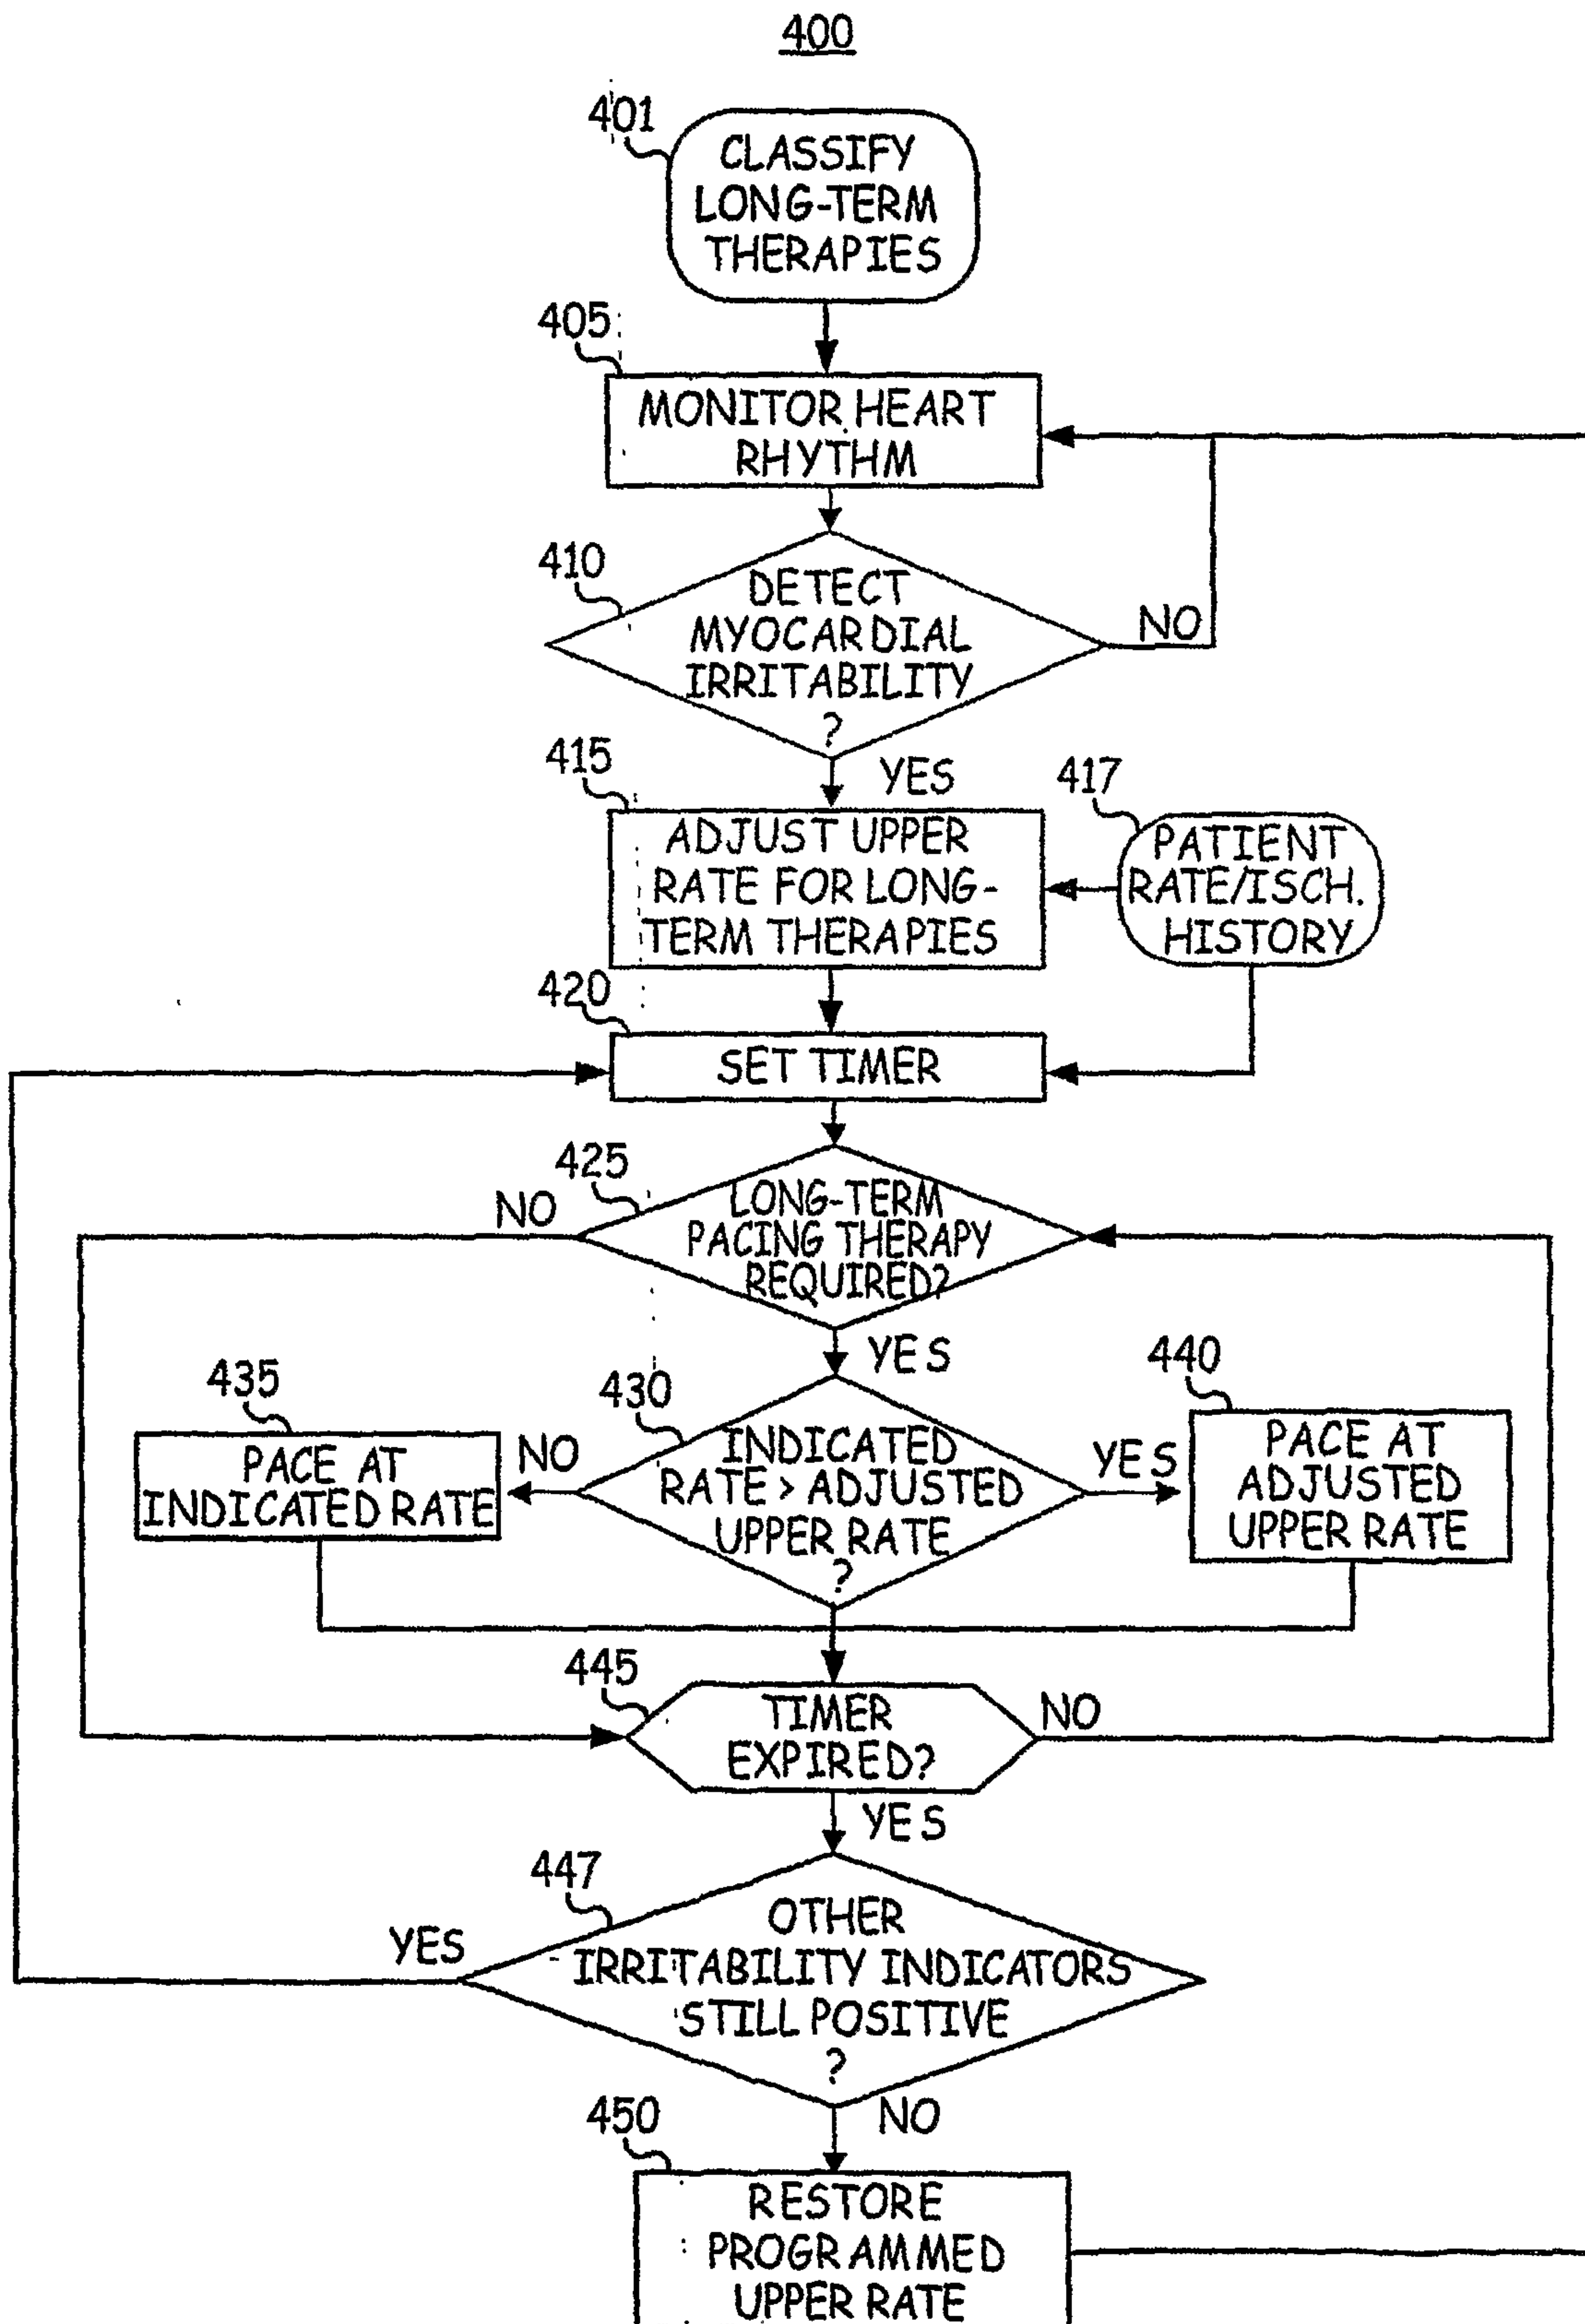 400
401
CLASSIFY
LONG-TERM
THERAPIES
405
MONITOR HEART
RHYTHM
410
DETECT
MYOCARDIAL
IRRITABILITY
?
NO
YES
415
ADJUST UPPER
RATE FOR LONG-
TERM THERAPIES
417
PATIENT
RATE/ISCH.
HISTORY
420
SET TIMER
425
LONG-TERM
PACING THERAPY
REQUIRED?
NO
YES
430
INDICATED
RATE > ADJUSTED
UPPER RATE
?
NO
YES
435
PACE AT
INDICATED RATE
440
PACE AT
ADJUSTED
UPPER RATE
445
TIMER
EXPIRED?
NO
YES
447
OTHER
IRRITABILITY INDICATORS
STILL POSITIVE
?
YES
NO
450
RESTORE
PROGRAMMED
UPPER RATE